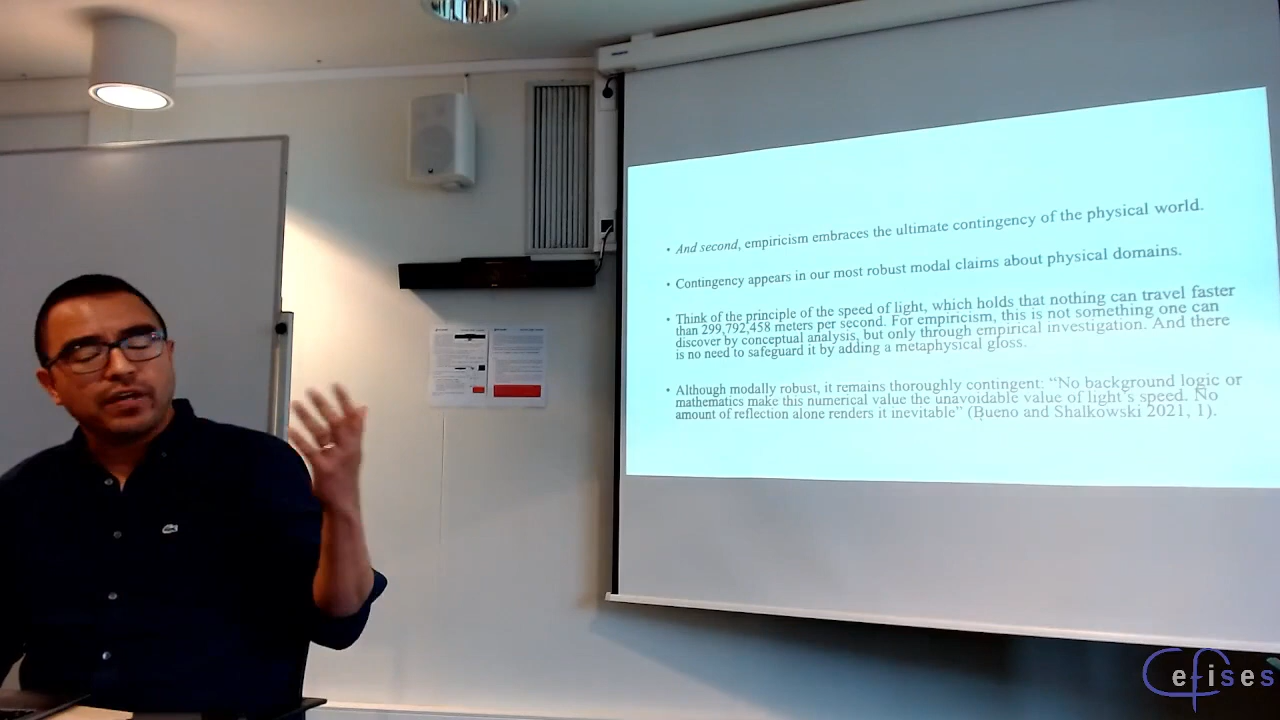 • And second, empiricism embraces the ultimate contingency of the physical world.
• Contingency appears in our most robust modal claims about physical domains.
• Think of the principle of the speed of light, which holds that nothing can travel faster
than 299,792,458 meters per second. For empiricism, this is not something one can
discover by conceptual analysis, but only through empirical investigation. And there
is no need to safeguard it by adding a metaphysical gloss.
• Although modally robust, it remains thoroughly contingent: “No background logic or
mathematics make this numerical value the unavoidable value of light’s speed. No
amount of reflection alone renders it inevitable” (Bueno and Shalkowski 2021, 1).
Cefises